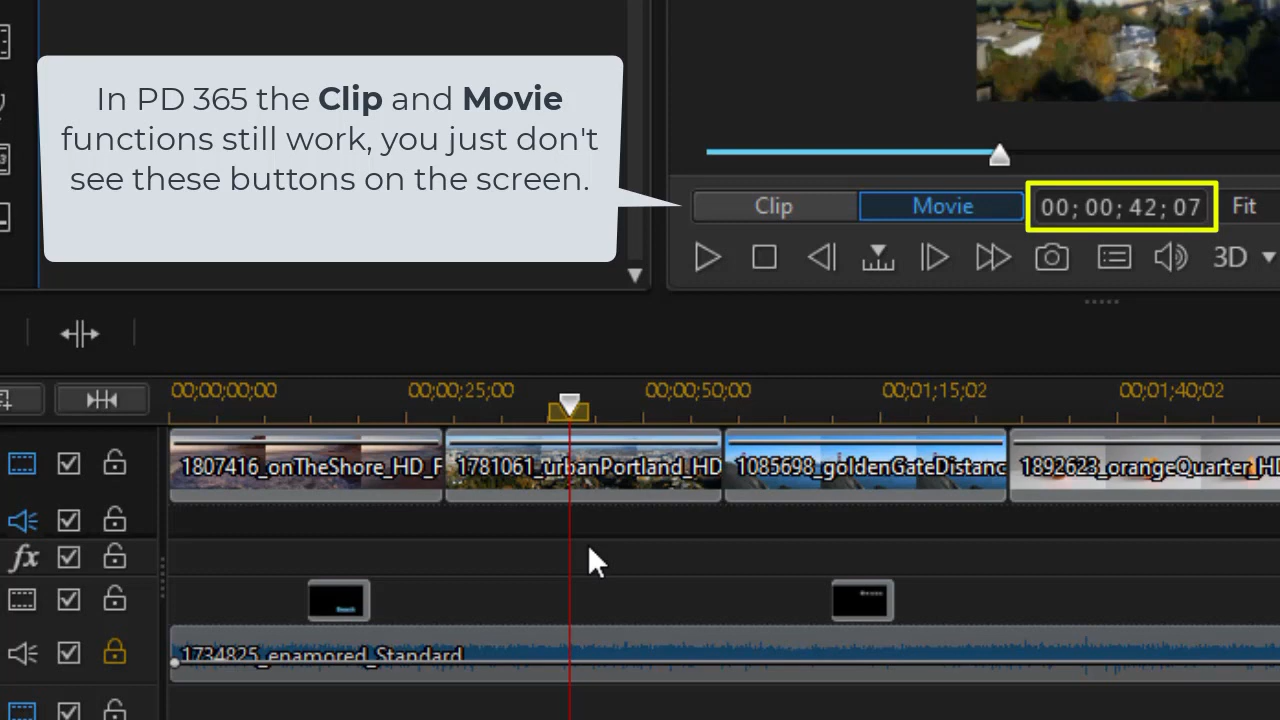 In PD 365 the Clip and Movie
functions still work, you just don't
see these buttons on the screen.
Clip
Movie
00; 00; 42; 07
Fit
3D
00;00;00;00
00;00;25;00
00;00;50;00
00;01;15;02
00;01;40;02
1807416_onTheShore_HD_F
1781061_urbanPortland_HD
1085698_goldenGateDistanc
1892623_orangeQuarter_HD
fx
1734825_enamored_Standard